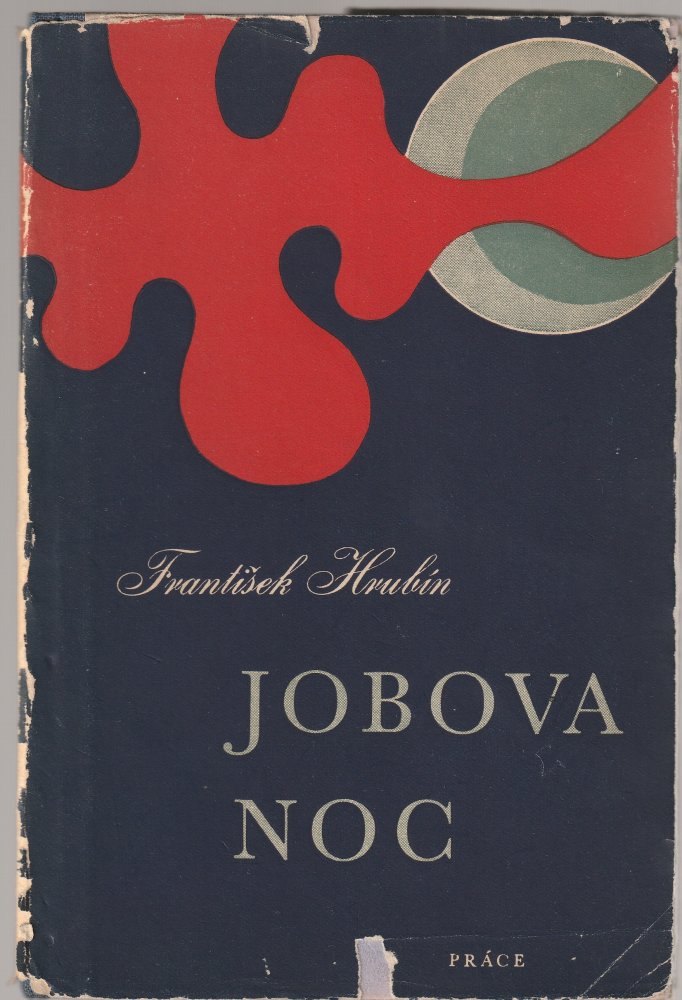 František Hrubín
JOBOVA
NOC
PRÁCE